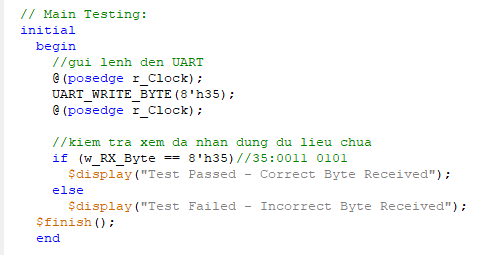 // Main Testing:
initial
begin
//gui lenh den UART
@(posedge r_Clock);
UART_WRITE_BYTE(8'h35);
@(posedge r_Clock);
//kiem tra xem da nhan dung du lieu chua
if (w_RX_Byte == 8'h35)//35:0011 0101
$display("Test Passed - Correct Byte Received");
else
$display("Test Failed - Incorrect Byte Received");
$finish();
end